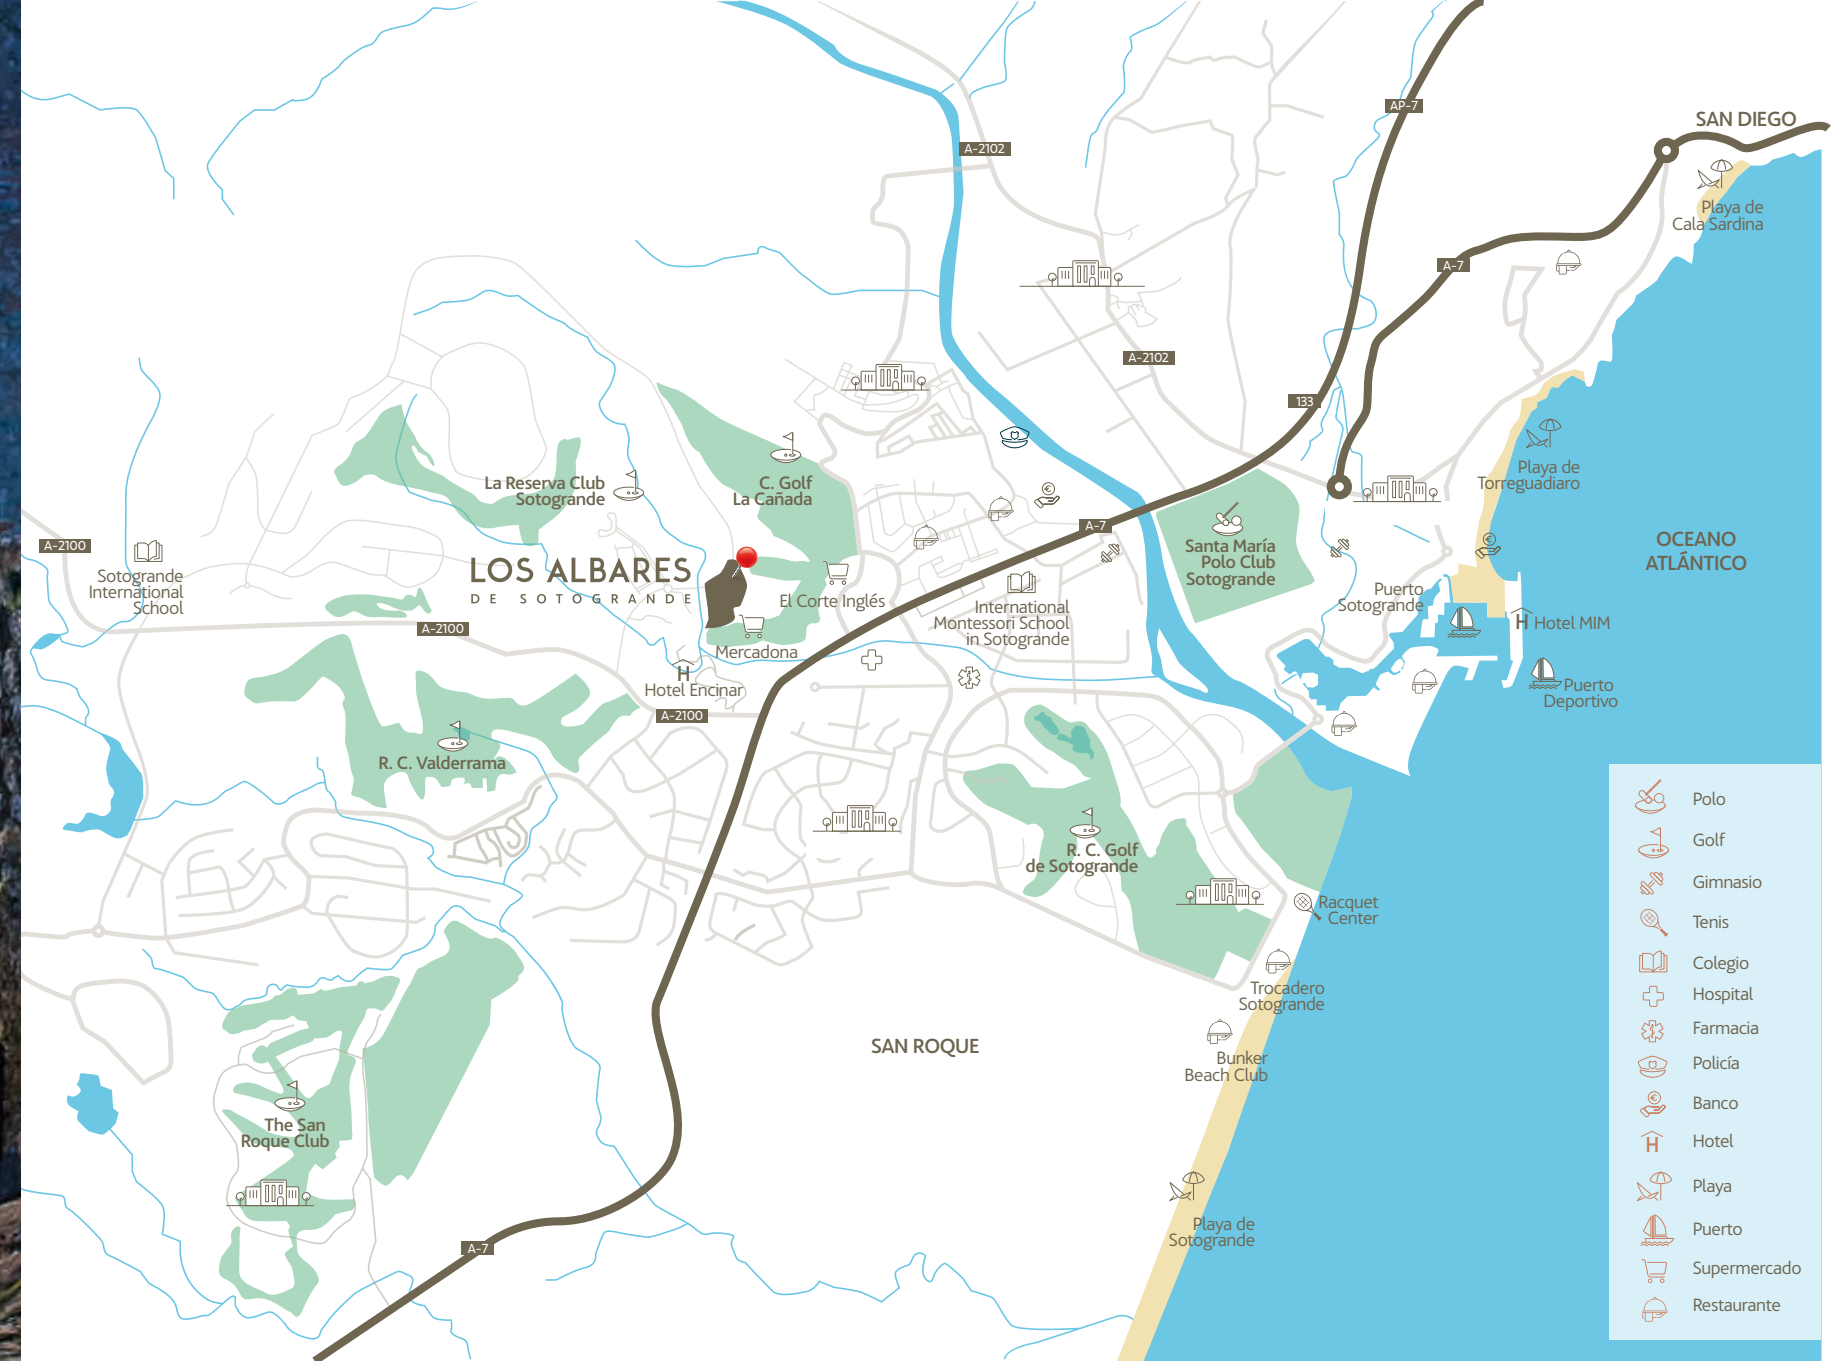 AP-7
SAN DIEGO
A-2102
Playa de
Cala Sardina
A-7
A-2102
133
La Reserva Club
Sotogrande
C. Golf
La Cañada
Playa de
Torreguadiaro
A-7
A-2100
Sotogrande
International
School
LOS ALBARES
DE SOTOGRANDE
El Corte Inglés
Mercadona
International
Montessori School
in Sotogrande
Santa María
Polo Club
Sotogrande
OCEANO
ATLÁNTICO
Puerto
Sotogrande
H Hotel MIM
A-2100
H
Hotel Encinar
A-2100
Puerto
Deportivo
R. C. Valderrama
R. C. Golf
de Sotogrande
Racquet
Center
Trocadero
Sotogrande
SAN ROQUE
Bunker
Beach Club
The San
Roque Club
Playa de
Sotogrande
A-7
Polo
Golf
Gimnasio
Tenis
Colegio
Hospital
Farmacia
Policía
Banco
H Hotel
Playa
Puerto
Supermercado
Restaurante